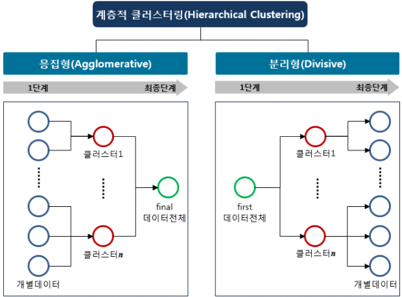 계층적 클러스터링(Hierarchical Clustering)
응집형(Agglomerative)
분리형(Divisive)
1단계
최종단계
1단계
최종단계
클러스터1
final
데이터전체
클러스터n
개별데이터
클러스터1
first
데이터전체
클러스터n
개별데이터